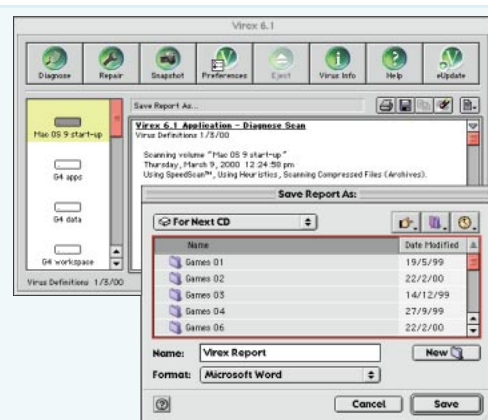 Virex 6.1
Diagnose Repair Snapshot Preferences Eject Virus Info Help eUpdate
Save Report As...
Virex 6.1 Application - Diagnose Scan
Virus Definitions 1/3/00
Scanning volume "Mac OS 9 start-up"
Thursday, March 9, 2000 12:24:50 pm
Using SpeedScan™, Using Heuristics, Scanning Compressed Files (Archives).
Mac OS 9 start-up
G4 apps
G4 data
G4 workspace
Virus Definitions 1/3/00
Save Report As:
For Next CD
Name Date Modified
Games 01 19/5/99
Games 02 22/2/00
Games 03 14/12/99
Games 04 27/9/99
Games 06 22/2/00
Name: Virex Report New
Format: Microsoft Word
Cancel Save